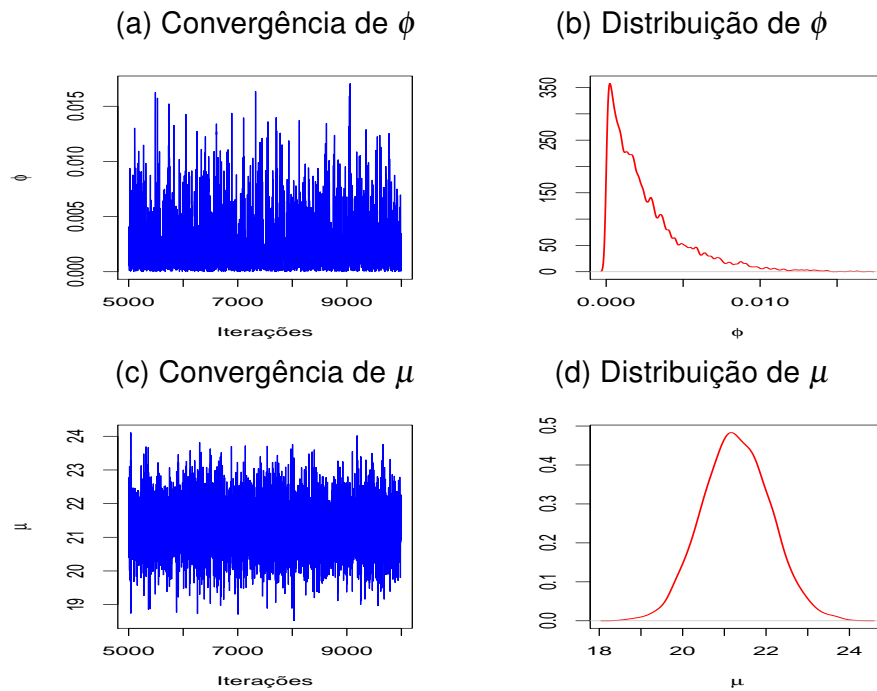 (a) Convergência de ϕ
0.015
0.010
0.005
0.000
ϕ
5000 7000 9000
Iterações
(b) Distribuição de ϕ
350
250
150
50
0
0.000 0.010
ϕ
(c) Convergência de μ
24
23
22
21
20
19
μ
5000 7000 9000
Iterações
(d) Distribuição de μ
0.5
0.4
0.3
0.2
0.1
0.0
18 20 22 24
μ